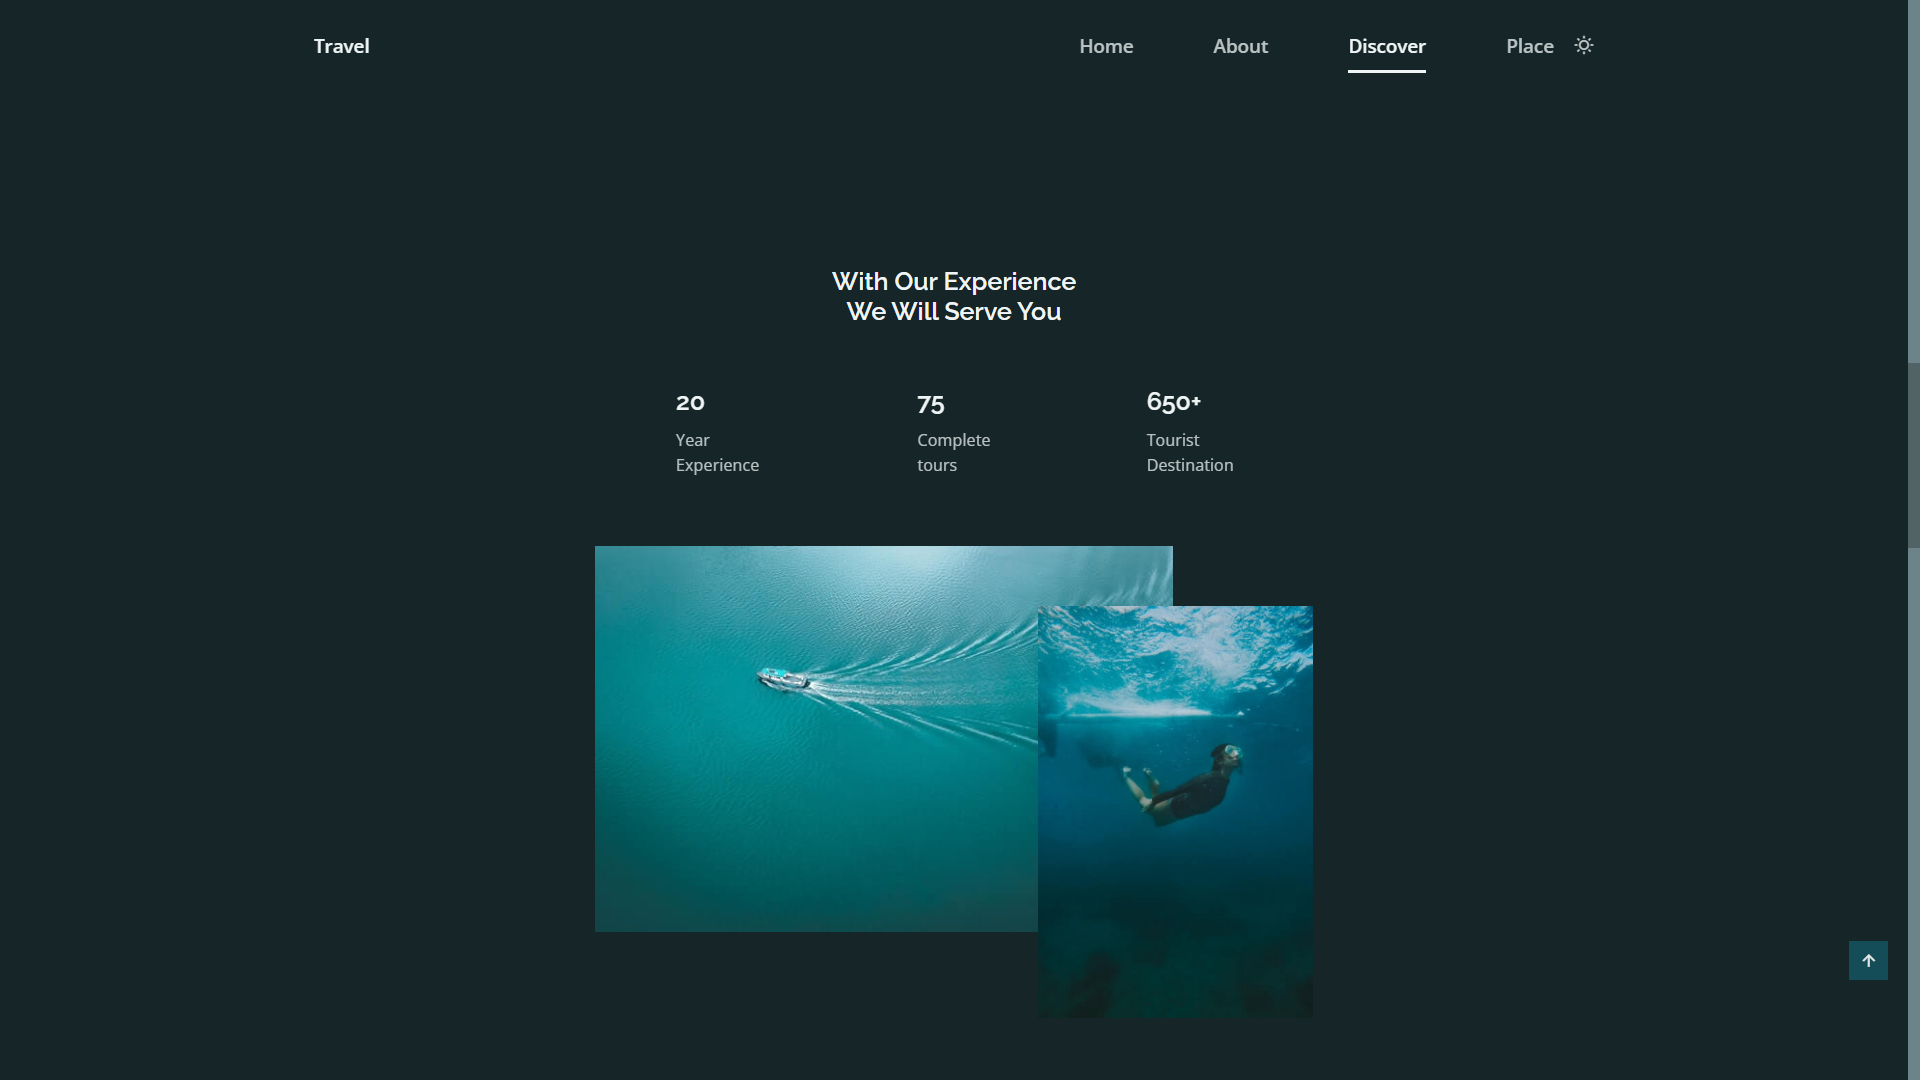 Travel
Home
About
Discover
Place
With Our Experience
We Will Serve You
20
Year
Experience
75
Complete
tours
650+
Tourist
Destination